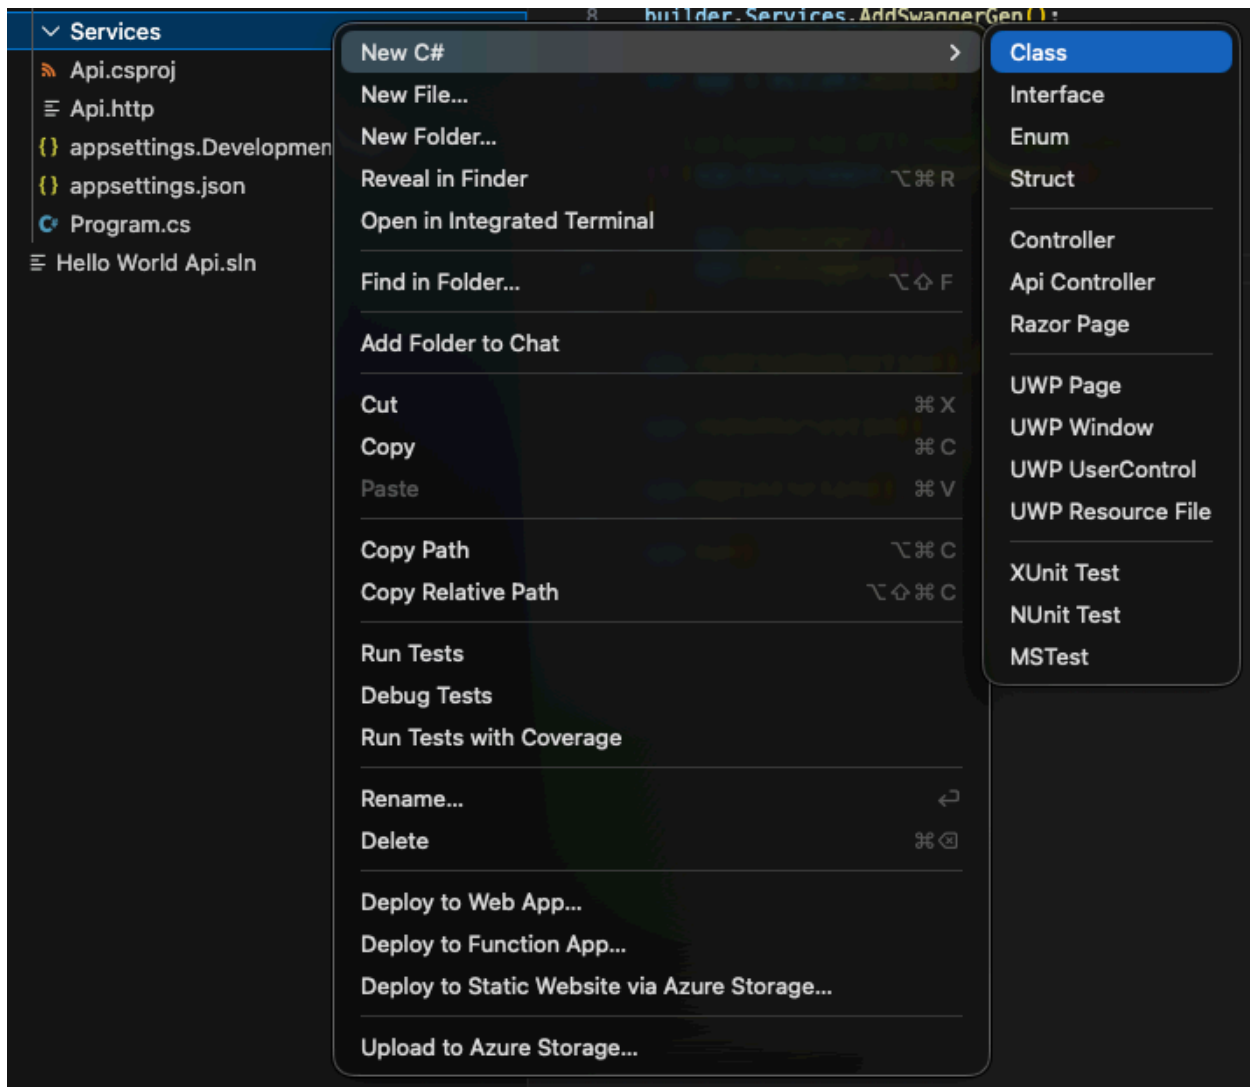 Services
Api.csproj
Api.http
appsettings.Developmen
appsettings.json
Program.cs
Hello World Api.sln
8 builder.Services.AddSwaggerGen();
New C#
New File...
New Folder...
Reveal in Finder ⌥⌘R
Open in Integrated Terminal
Find in Folder... ⌥⇧F
Add Folder to Chat
Cut ⌘X
Copy ⌘C
Paste ⌘V
Copy Path ⌥⌘C
Copy Relative Path ⌥⇧⌘C
Run Tests
Debug Tests
Run Tests with Coverage
Rename...
Delete
Deploy to Web App...
Deploy to Function App...
Deploy to Static Website via Azure Storage...
Upload to Azure Storage...
Class
Interface
Enum
Struct
Controller
Api Controller
Razor Page
UWP Page
UWP Window
UWP UserControl
UWP Resource File
XUnit Test
NUnit Test
MSTest